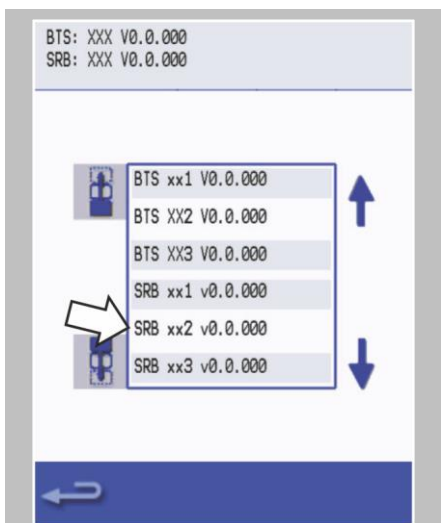 BTS: XXX V0.0.000
SRB: XXX V0.0.000
BTS xx1 V0.0.000
BTS XX2 V0.0.000
BTS XX3 V0.0.000
SRB xx1 v0.0.000
SRB xx2 v0.0.000
SRB xx3 v0.0.000